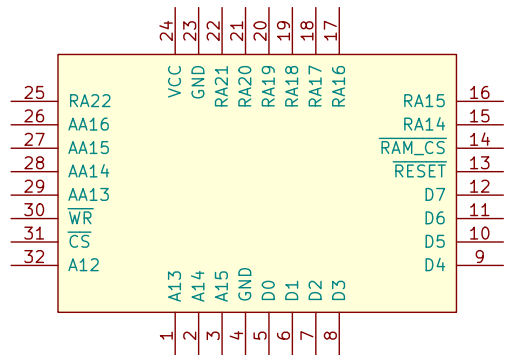 24 23 22 21 20 19 18 17
VCC GND RA21 RA20 RA19 RA18 RA17 RA16
25 RA22 RA15 16
26 AA16 RA14 15
27 AA15 RAM_CS 14
28 AA14 RESET 13
29 AA13 D7 12
30 WR D6 11
31 CS D5 10
32 A12 D4 9
A13 A14 A15 GND D0 D1 D2 D3
1 2 3 4 5 6 7 8